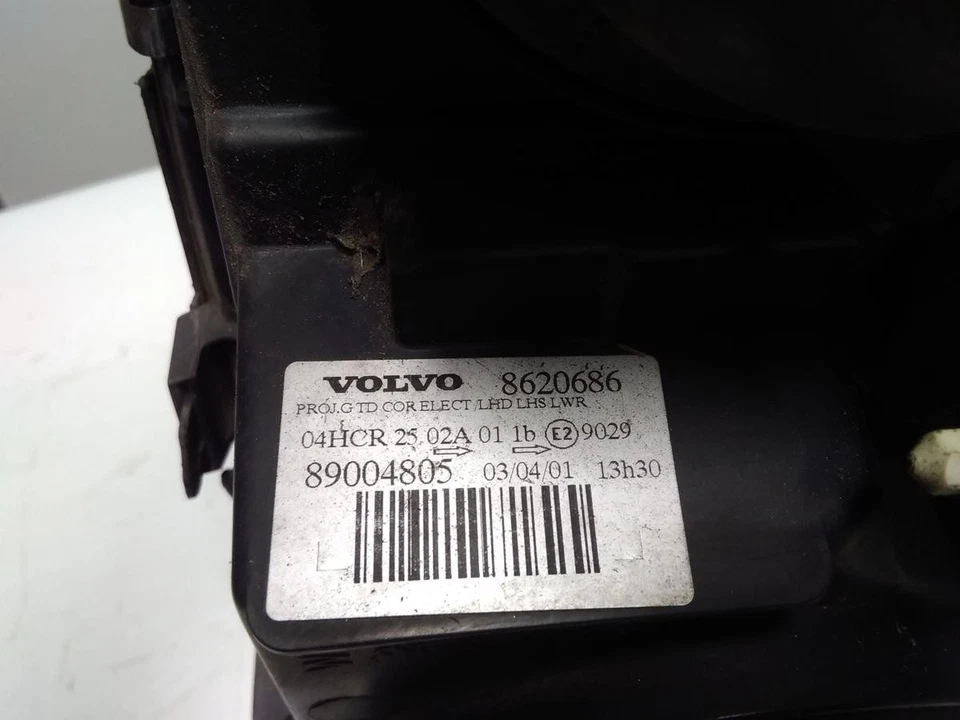 VOLVO 8620686
PROJ.G TD COR ELECT /LHD LHS LWR
04HCR 25 02A 01 1b E2 9029
89004805 03/04/01 13h30